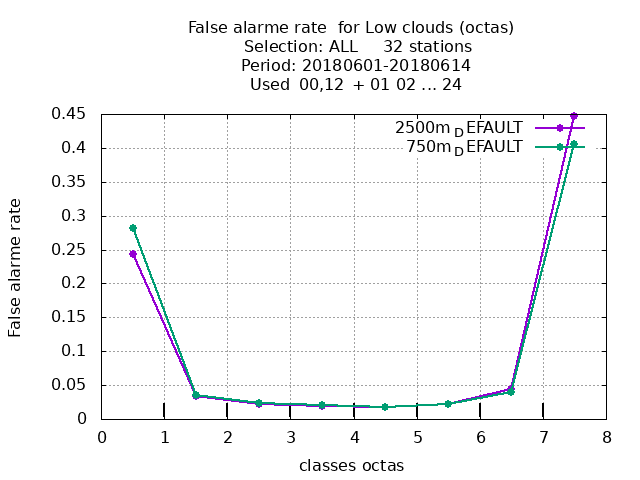 False alarme rate  for Low clouds (octas)
Selection: ALL     32 stations
Period: 20180601-20180614
Used  00,12  + 01 02 ... 24
2500m_DEFAULT
750m_DEFAULT
0.45
0.4
0.35
0.3
0.25
0.2
0.15
0.1
0.05
0
False alarme rate
0 1 2 3 4 5 6 7 8
classes octas